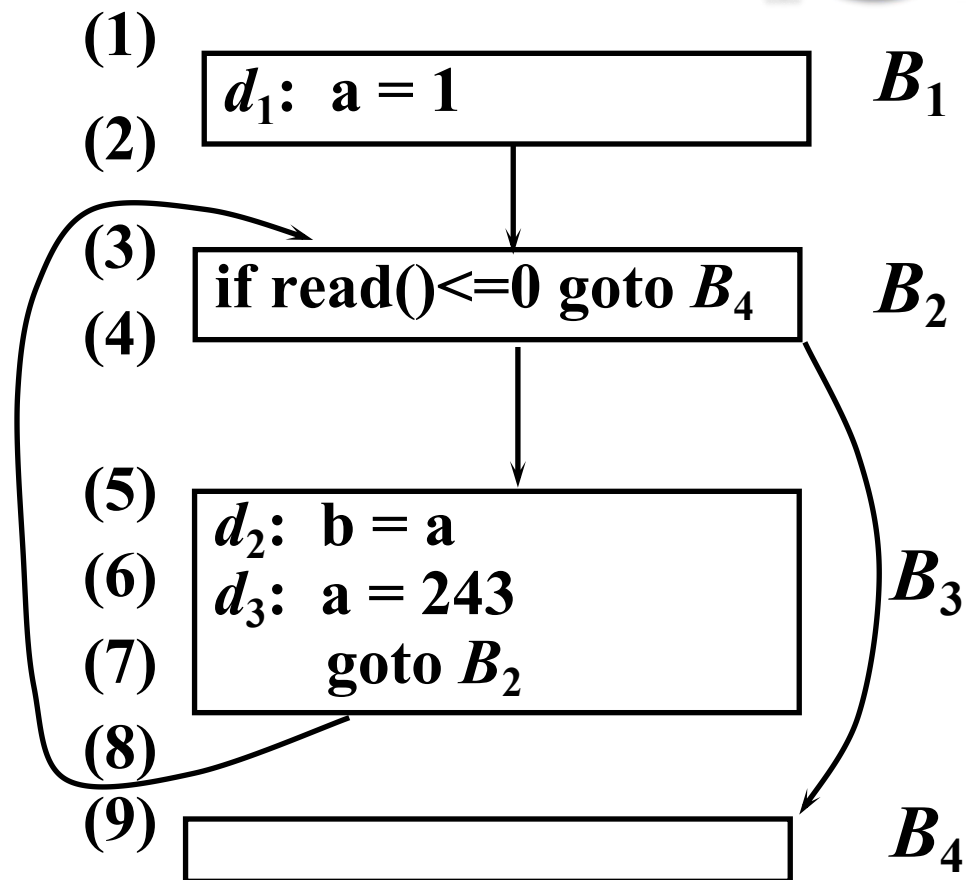 (1)
d₁: a = 1
B₁
(2)
(3)
if read()<=0 goto B₄
B₂
(4)
(5)
d₂: b = a
(6)
d₃: a = 243
B₃
(7)
goto B₂
(8)
(9)
B₄